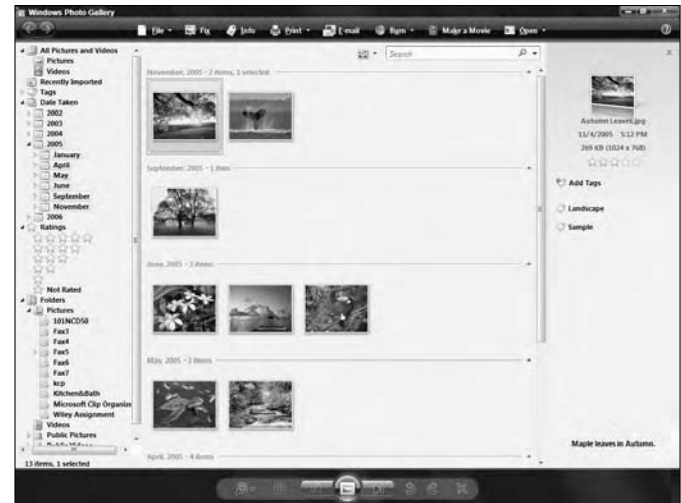 Windows Photo Gallery
File Fix Info Print E-mail Burn Make a Movie Open
All Pictures and Videos
Pictures
Videos
Recently Imported
Tags
Date Taken
2002
2003
2004
2005
January
April
May
June
September
November
2006
Ratings
Not Rated
Folders
Pictures
101NCD50
Fax3
Fax4
Fax5
Fax6
Fax7
kcp
Kitchen&Bath
Microsoft Clip Organize
Wiley Assignment
Videos
Public Pictures
Public Videos
13 items, 1 selected
Search
November, 2005 - 2 items, 1 selected
September, 2005 - 1 item
June, 2005 - 3 items
May, 2005 - 2 items
April, 2005 - 4 items
Autumn Leaves.jpg
11/4/2005 5:12 PM
269 KB (1024 x 768)
Add Tags
Landscape
Sample
Maple leaves in Autumn.